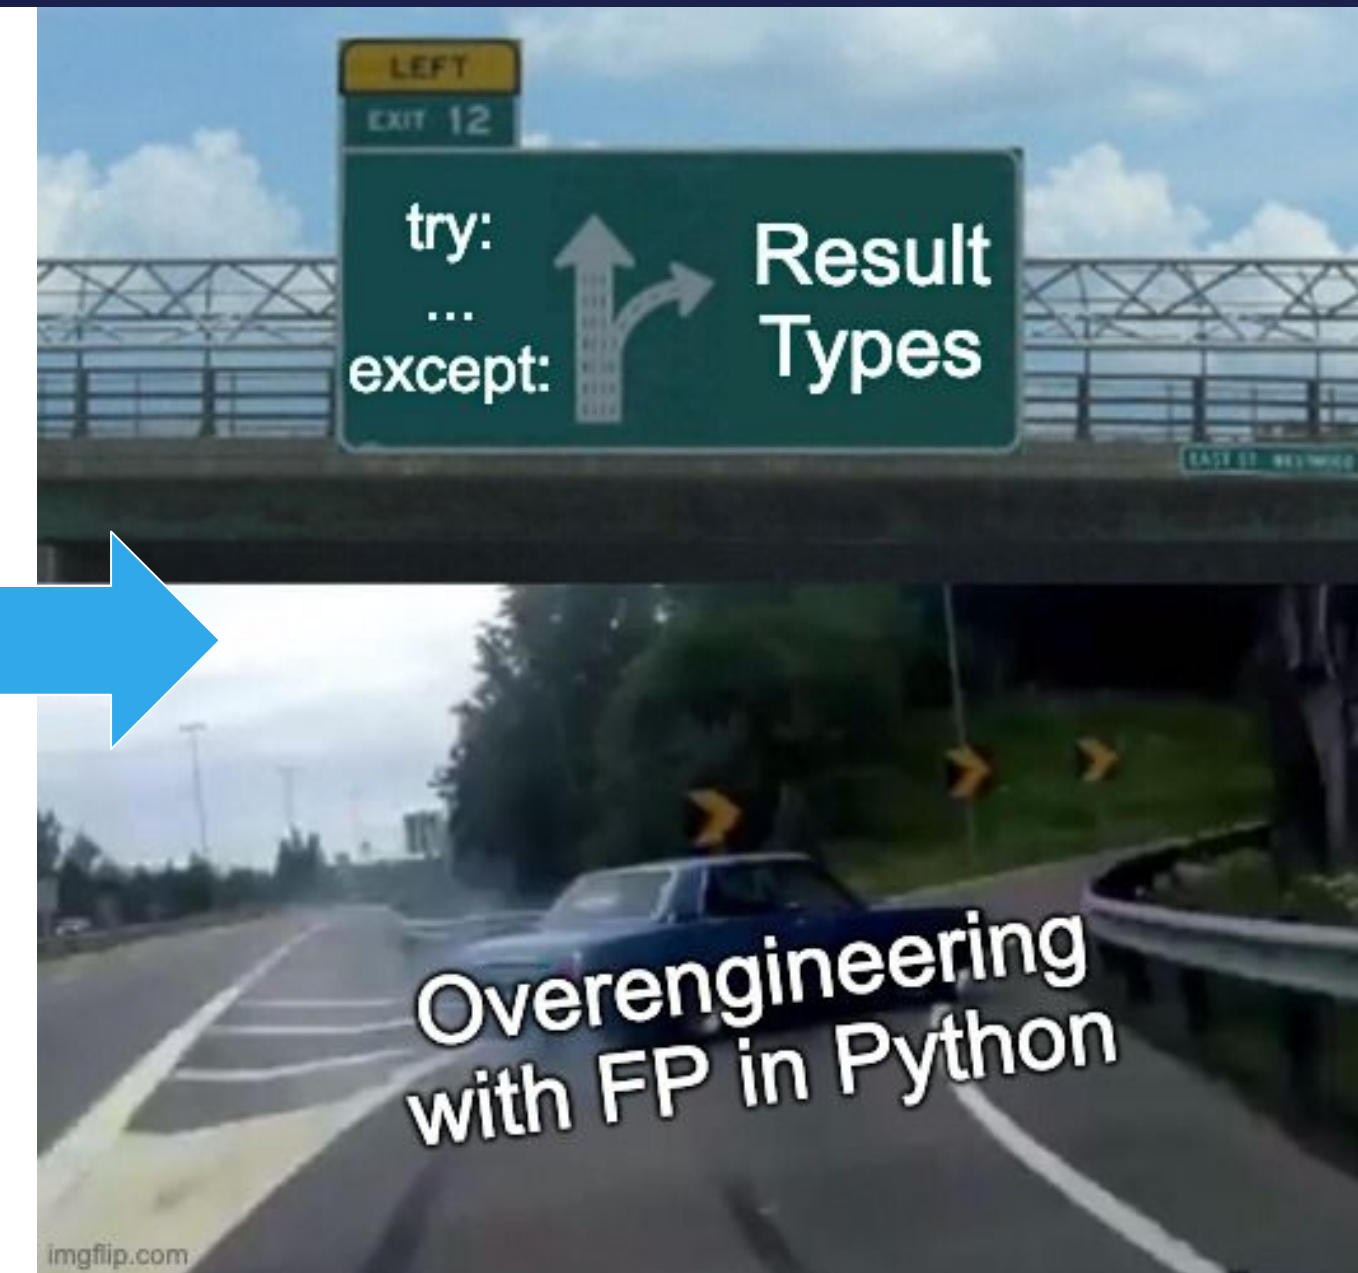 LEFT
EXIT 12
try:
...
except:
Result
Types
Overengineering
with FP in Python
imgflip.com